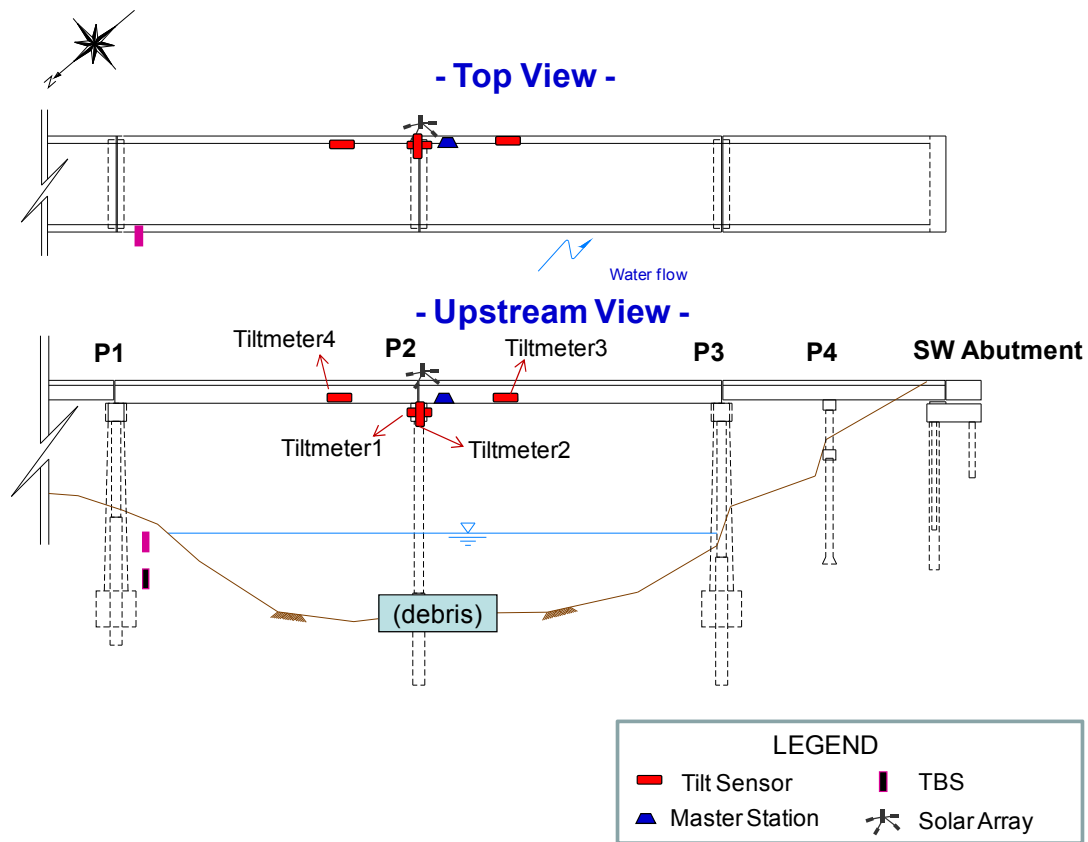 N
- Top View -
Water flow
- Upstream View -
P1
Tiltmeter4
P2
Tiltmeter3
P3
P4
SW Abutment
Tiltmeter1
Tiltmeter2
(debris)
LEGEND
Tilt Sensor
TBS
Master Station
Solar Array